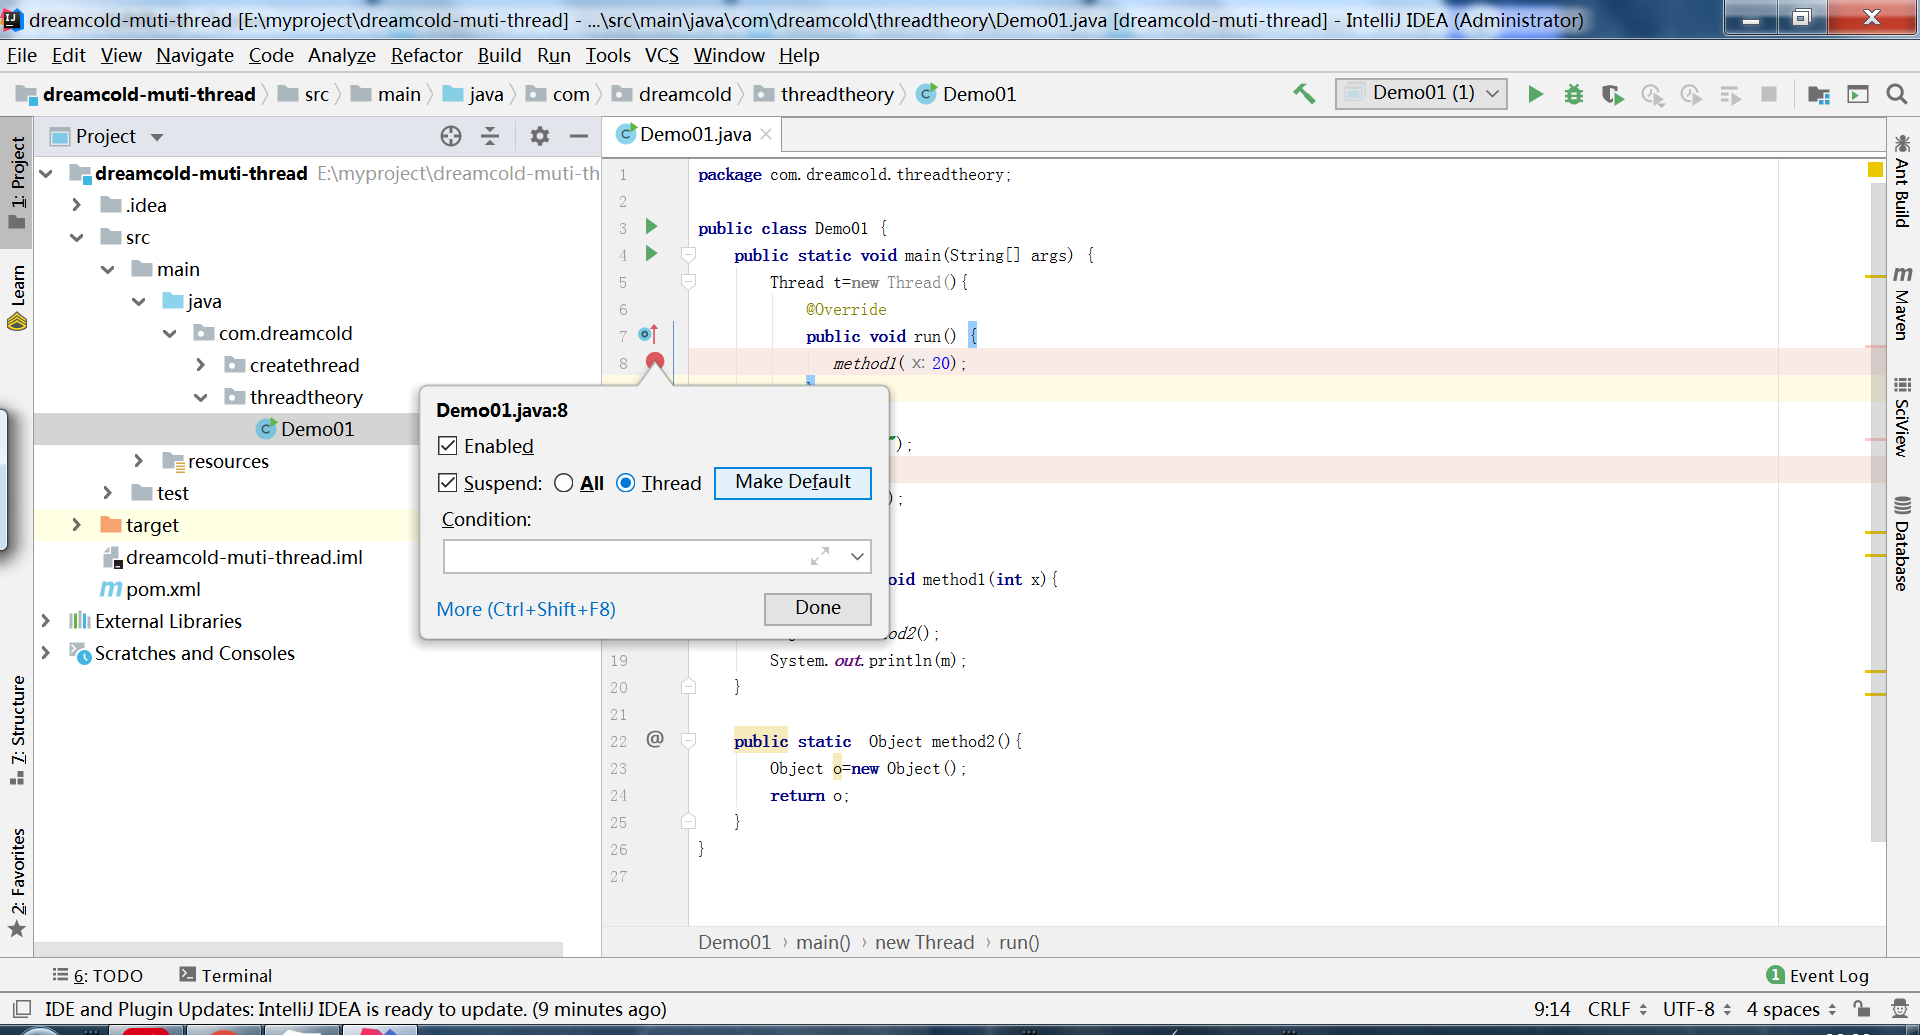 dreamcold-muti-thread [E:\myproject\dreamcold-muti-thread] - ...\src\main\java\com\dreamcold\threadtheory\Demo01.java [dreamcold-muti-thread] - IntelliJ IDEA (Administrator)
File Edit View Navigate Code Analyze Refactor Build Run Tools VCS Window Help
dreamcold-muti-thread src main java com dreamcold threadtheory Demo01
Demo01 (1)
Project
Demo01.java
1: Project
Learn
7: Structure
2: Favorites
dreamcold-muti-thread E:\myproject\dreamcold-muti-th
.idea
src
main
java
com.dreamcold
createthread
threadtheory
Demo01
resources
test
target
dreamcold-muti-thread.iml
pom.xml
External Libraries
Scratches and Consoles
1 package com.dreamcold.threadtheory;
2
3 public class Demo01 {
4 public static void main(String[] args) {
5 Thread t=new Thread(){
6 @Override
7 public void run() {
8 method1( x: 20);
");
);
oid method1(int x){
od2();
19 System.out.println(m);
20 }
21
22 @ public static  Object method2(){
23 Object o=new Object();
24 return o;
25 }
26 }
27
Demo01.java:8
Enabled
Suspend: All Thread Make Default
Condition:
More (Ctrl+Shift+F8) Done
Ant Build
m Maven
SciView
Database
Demo01 › main() › new Thread › run()
6: TODO Terminal 1 Event Log
IDE and Plugin Updates: IntelliJ IDEA is ready to update. (9 minutes ago) 9:14 CRLF UTF-8 4 spaces